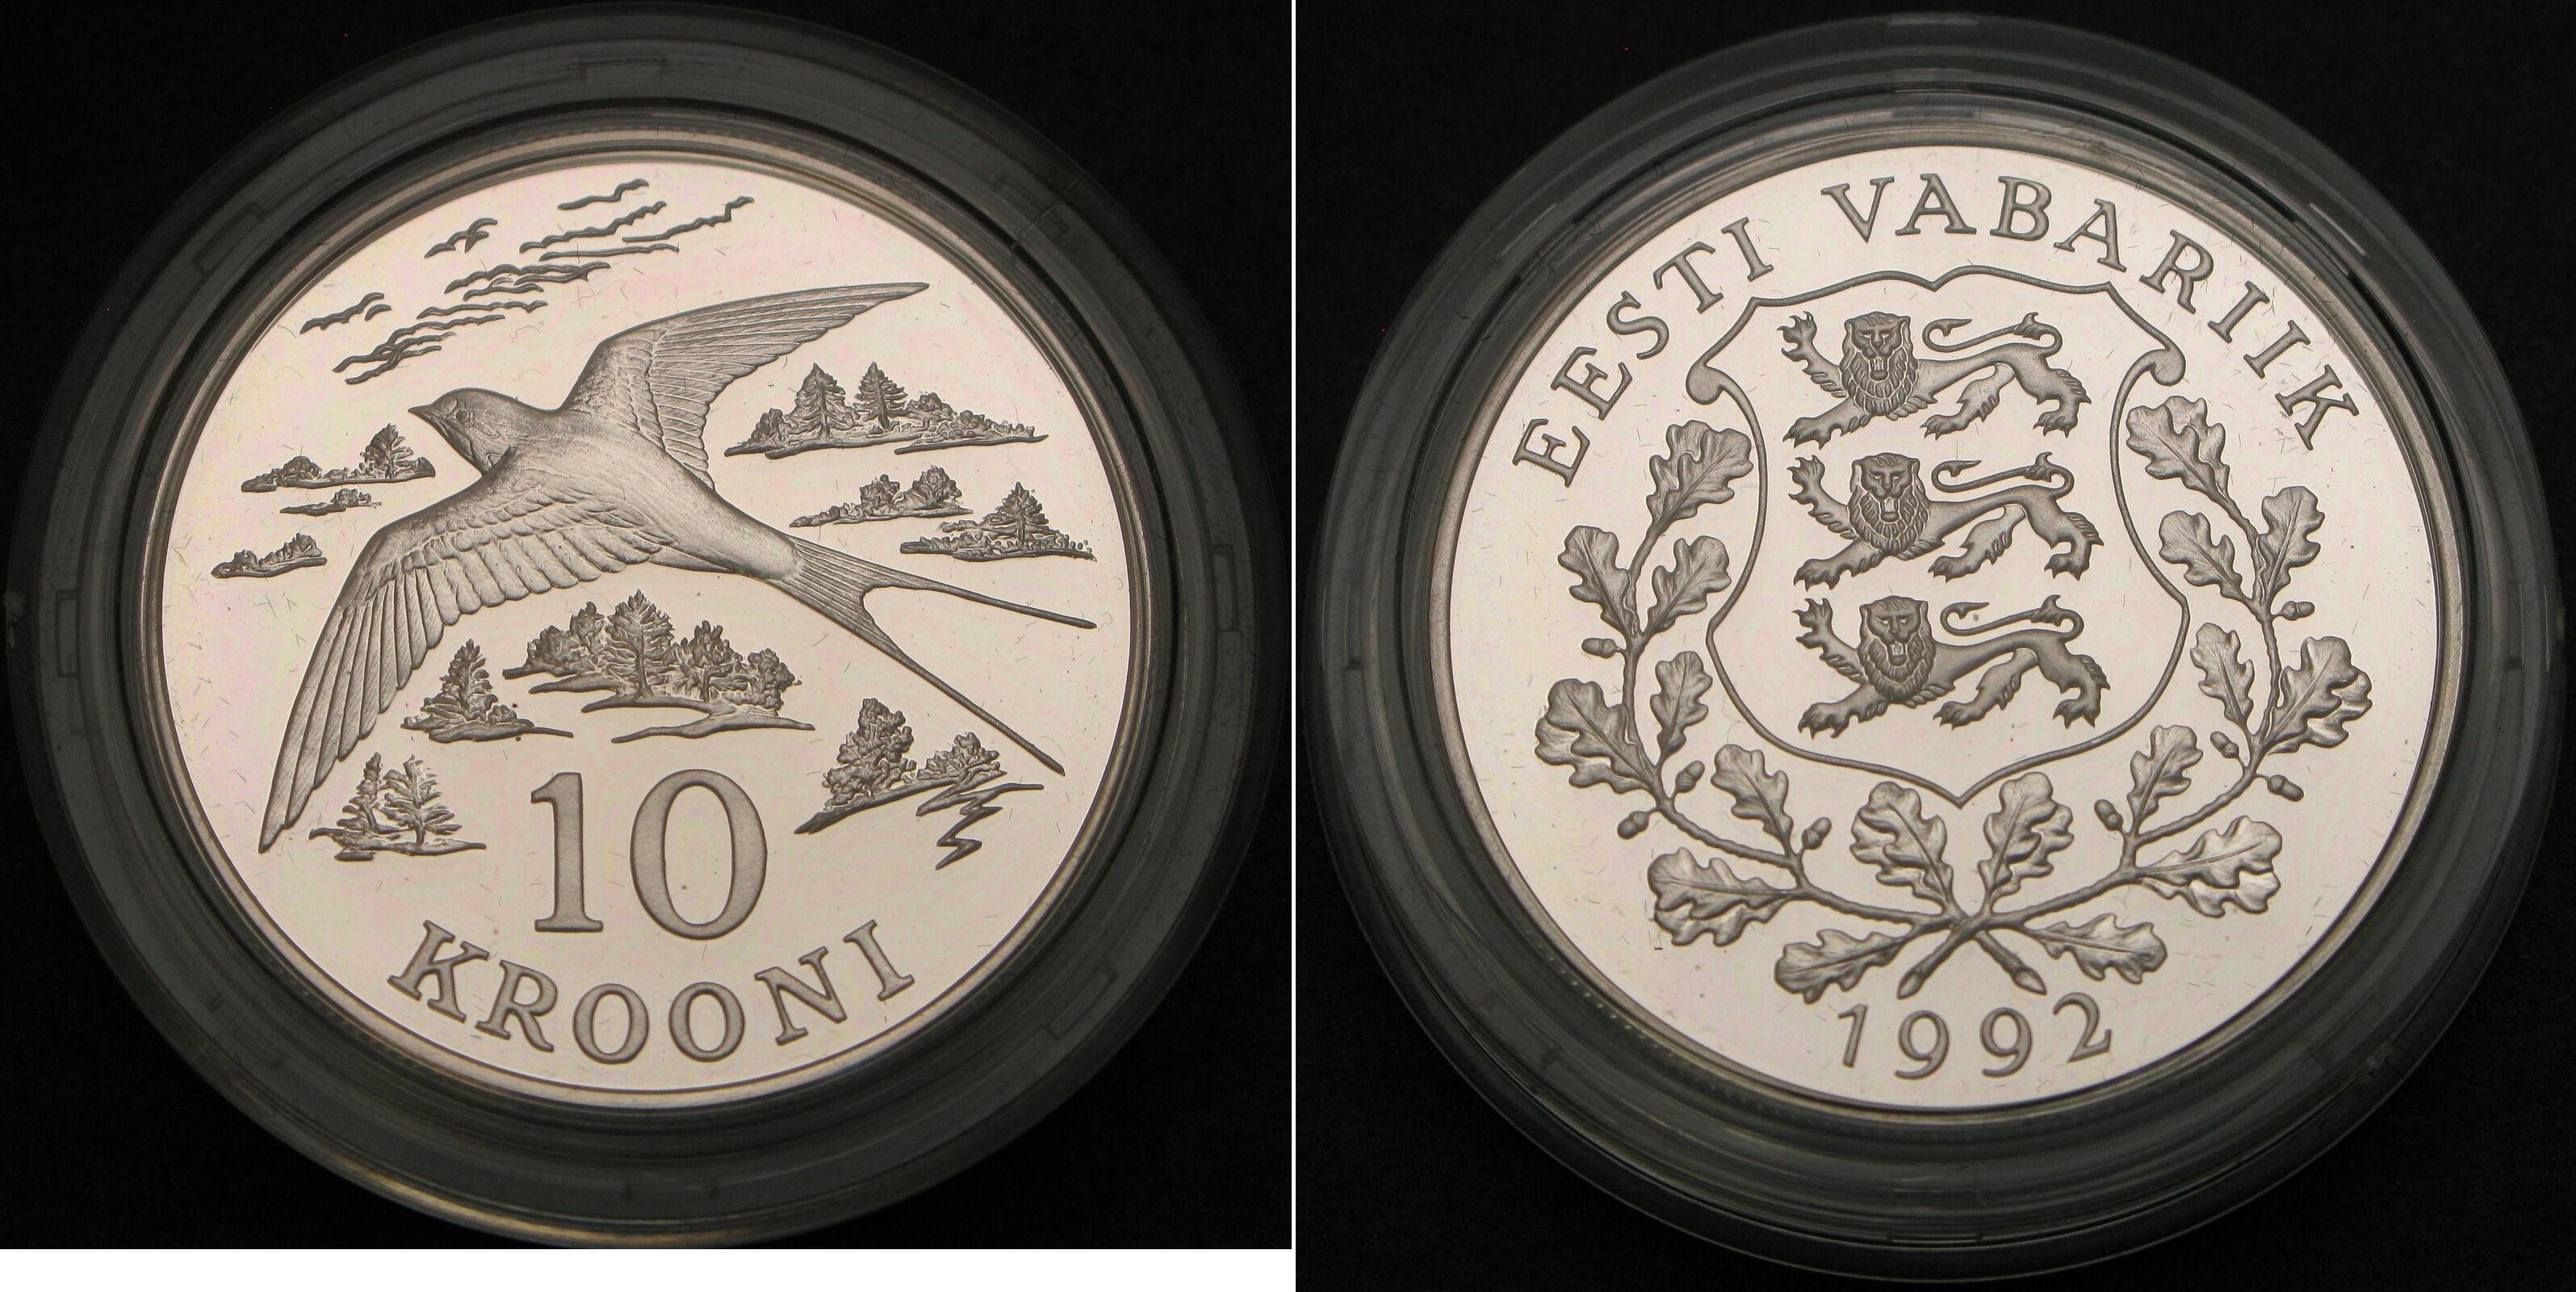 10
KROONI
EESTI VABARIIK
1992